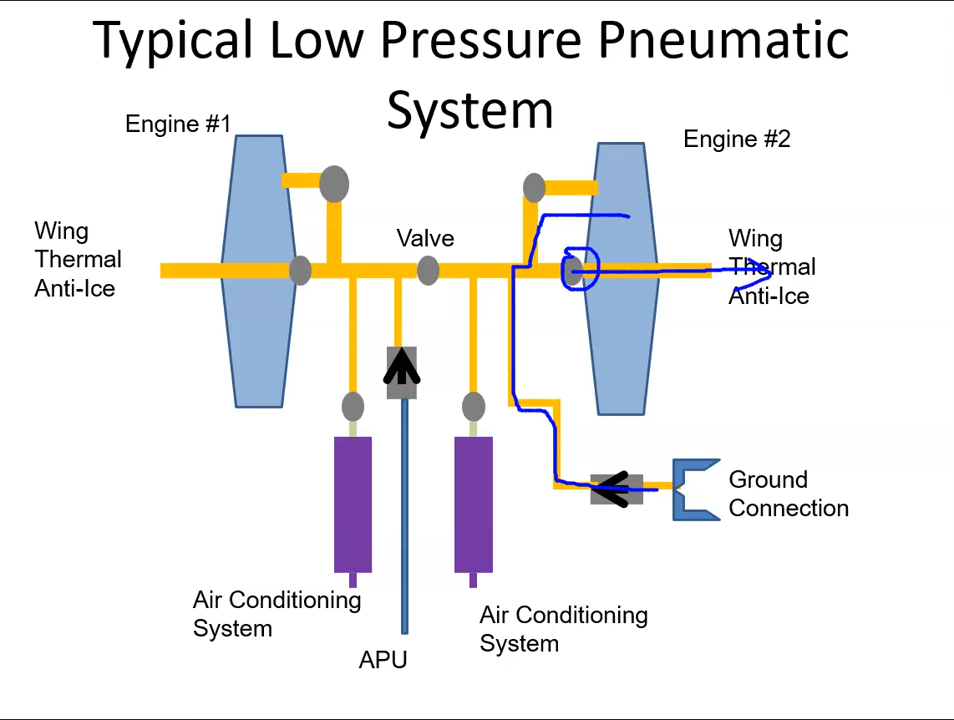 Typical Low Pressure Pneumatic
System
Engine #1
Engine #2
Wing
Thermal
Anti-Ice
Valve
Wing
Thermal
Anti-Ice
Ground
Connection
Air Conditioning
System
Air Conditioning
System
APU